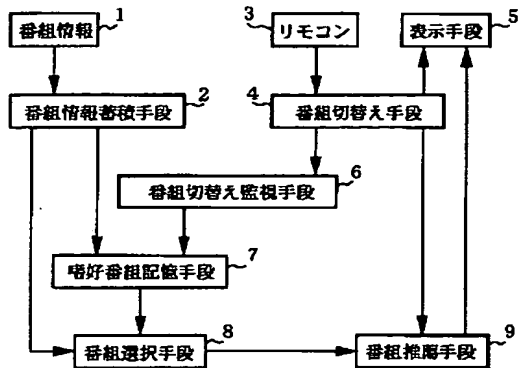 1
番組情報
3
リモコン
5
表示手段
2
番組情報蓄積手段
4
番組切替え手段
6
番組切替え監視手段
7
嗜好番組記憶手段
8
番組選択手段
9
番組推薦手段